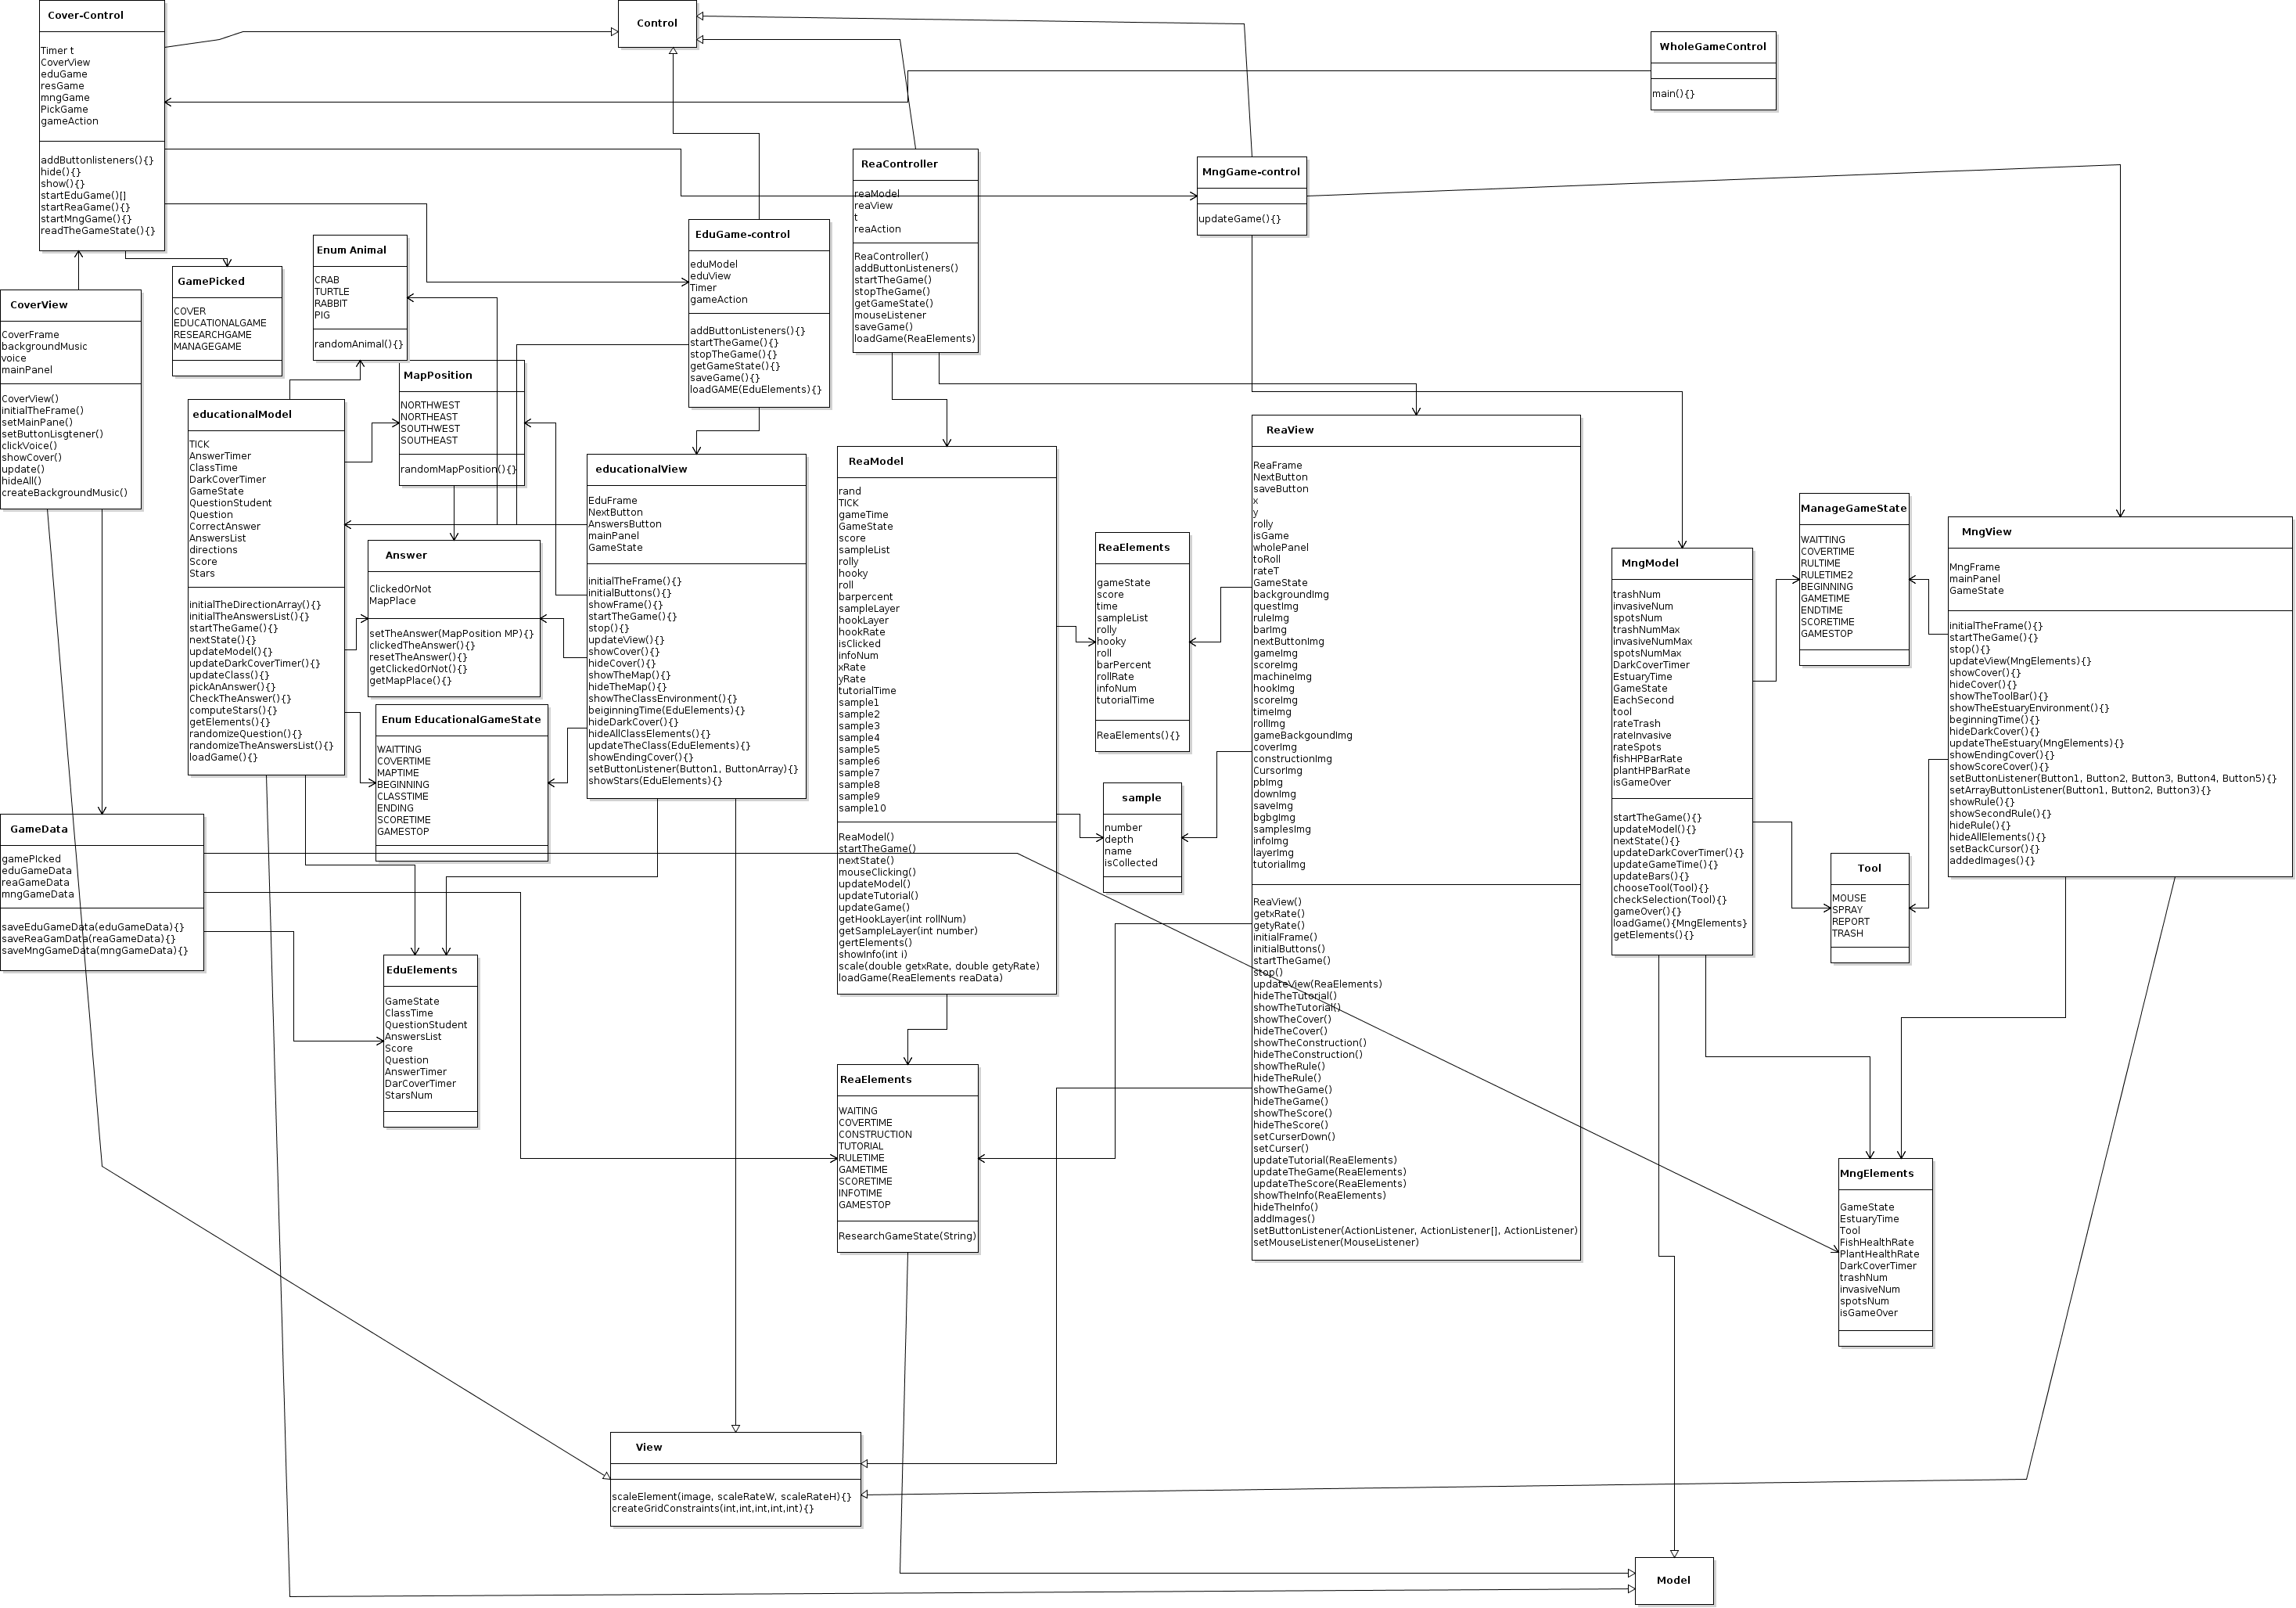 Cover-Control
Timer t
CoverView
eduGame
resGame
mngGame
PickGame
gameAction
addButtonlisteners(){}
hide(){}
show(){}
startEduGame()[]
startReaGame(){}
startMngGame(){}
readTheGameState(){}
Control
WholeGameControl
main(){}
ReaController
reaModel
reaView
t
reaAction
ReaController()
addButtonListeners()
startTheGame()
stopTheGame()
getGameState()
mouseListener
saveGame()
loadGame(ReaElements)
MngGame-control
updateGame(){}
EduGame-control
eduModel
eduView
Timer
gameAction
addButtonListeners(){}
startTheGame(){}
stopTheGame(){}
getGameState(){}
saveGame(){}
loadGAME(EduElements){}
Enum Animal
CRAB
TURTLE
RABBIT
PIG
randomAnimal(){}
GamePicked
COVER
EDUCATIONALGAME
RESEARCHGAME
MANAGEGAME
CoverView
CoverFrame
backgroundMusic
voice
mainPanel
CoverView()
initialTheFrame()
setMainPane()
setButtonLisgtener()
clickVoice()
showCover()
update()
hideAll()
createBackgroundMusic()
MapPosition
NORTHWEST
NORTHEAST
SOUTHWEST
SOUTHEAST
randomMapPosition(){}
educationalModel
TICK
AnswerTimer
ClassTime
DarkCoverTimer
GameState
QuestionStudent
Question
CorrectAnswer
AnswersList
directions
Score
Stars
initialTheDirectionArray(){}
initialTheAnswersList(){}
startTheGame(){}
nextState(){}
updateModel(){}
updateDarkCoverTimer(){}
updateClass(){}
pickAnAnswer(){}
CheckTheAnswer(){}
computeStars(){}
getElements(){}
randomizeQuestion(){}
randomizeTheAnswersList(){}
loadGame(){}
educationalView
EduFrame
NextButton
AnswersButton
mainPanel
GameState
initialTheFrame(){}
initialButtons(){}
showFrame(){}
startTheGame(){}
stop(){}
updateView(){}
showCover(){}
hideCover(){}
showTheMap(){}
hideTheMap(){}
showTheClassEnvironment(){}
beiginningTime(EduElements){}
hideDarkCover(){}
hideAllClassElements(){}
updateTheClass(EduElements){}
showEndingCover(){}
setButtonListener(Button1, ButtonArray){}
showStars(EduElements){}
Answer
ClickedOrNot
MapPlace
setTheAnswer(MapPosition MP){}
clickedTheAnswer(){}
resetTheAnswer(){}
getClickedOrNot(){}
getMapPlace(){}
Enum EducationalGameState
WAITTING
COVERTIME
MAPTIME
BEGINNING
CLASSTIME
ENDING
SCORETIME
GAMESTOP
ReaModel
rand
TICK
gameTime
GameState
score
sampleList
rolly
hooky
roll
barpercent
sampleLayer
hookLayer
hookRate
isClicked
infoNum
xRate
yRate
tutorialTime
sample1
sample2
sample3
sample4
sample5
sample6
sample7
sample8
sample9
sample10
ReaModel()
startTheGame()
nextState()
mouseClicking()
updateModel()
updateTutorial()
updateGame()
getHookLayer(int rollNum)
getSampleLayer(int number)
gertElements()
showInfo(int i)
scale(double getxRate, double getyRate)
loadGame(ReaElements reaData)
ReaElements
gameState
score
time
sampleList
rolly
hooky
roll
barPercent
rollRate
infoNum
tutorialTime
ReaElements(){}
sample
number
depth
name
isCollected
ReaView
ReaFrame
NextButton
saveButton
x
y
rolly
isGame
wholePanel
toRoll
rateT
GameState
backgroundImg
questImg
ruleImg
barImg
nextButtonImg
gameImg
scoreImg
machineImg
hookImg
scoreImg
timeImg
rollImg
gameBackgoundImg
coverImg
constructionImg
CursorImg
pbImg
downImg
saveImg
bgbgImg
samplesImg
infoImg
layerImg
tutorialImg
ReaView()
getxRate()
getyRate()
initialFrame()
initialButtons()
startTheGame()
stop()
updateView(ReaElements)
hideTheTutorial()
showTheTutorial()
showTheCover()
hideTheCover()
showTheConstruction()
hideTheConstruction()
showTheRule()
hideTheRule()
showTheGame()
hideTheGame()
showTheScore()
hideTheScore()
setCurserDown()
setCurser()
updateTutorial(ReaElements)
updateTheGame(ReaElements)
updateTheScore(ReaElements)
showTheInfo(ReaElements)
hideTheInfo()
addImages()
setButtonListener(ActionListener, ActionListener[], ActionListener)
setMouseListener(MouseListener)
MngModel
trashNum
invasiveNum
spotsNum
trashNumMax
invasiveNumMax
spotsNumMax
DarkCoverTimer
EstuaryTime
GameState
EachSecond
tool
rateTrash
rateInvasive
rateSpots
fishHPBarRate
plantHPBarRate
isGameOver
startTheGame(){}
updateModel(){}
nextState(){}
updateDarkCoverTimer(){}
updateGameTime(){}
updateBars(){}
chooseTool(Tool){}
checkSelection(Tool){}
gameOver(){}
loadGame(){MngElements}
getElements(){}
ManageGameState
WAITTING
COVERTIME
RULTIME
RULETIME2
BEGINNING
GAMETIME
ENDTIME
SCORETIME
GAMESTOP
MngView
MngFrame
mainPanel
GameState
initialTheFrame(){}
startTheGame(){}
stop(){}
updateView(MngElements){}
showCover(){}
hideCover(){}
showTheToolBar(){}
showTheEstuaryEnvironment(){}
beginningTime(){}
hideDarkCover(){}
updateTheEstuary(MngElements){}
showEndingCover(){}
showScoreCover(){}
setButtonListener(Button1, Button2, Button3, Button4, Button5){}
setArrayButtonListener(Button1, Button2, Button3){}
showRule(){}
showSecondRule(){}
hideRule(){}
hideAllElements(){}
setBackCursor(){}
addedImages(){}
Tool
MOUSE
SPRAY
REPORT
TRASH
GameData
gamePIcked
eduGameData
reaGameData
mngGameData
saveEduGameData(eduGameData){}
saveReaGamData(reaGameData){}
saveMngGameData(mngGameData){}
EduElements
GameState
ClassTime
QuestionStudent
AnswersList
Score
Question
AnswerTimer
DarCoverTimer
StarsNum
ReaElements
WAITING
COVERTIME
CONSTRUCTION
TUTORIAL
RULETIME
GAMETIME
SCORETIME
INFOTIME
GAMESTOP
ResearchGameState(String)
MngElements
GameState
EstuaryTime
Tool
FishHealthRate
PlantHealthRate
DarkCoverTimer
trashNum
invasiveNum
spotsNum
isGameOver
View
scaleElement(image, scaleRateW, scaleRateH){}
createGridConstraints(int,int,int,int,int){}
Model